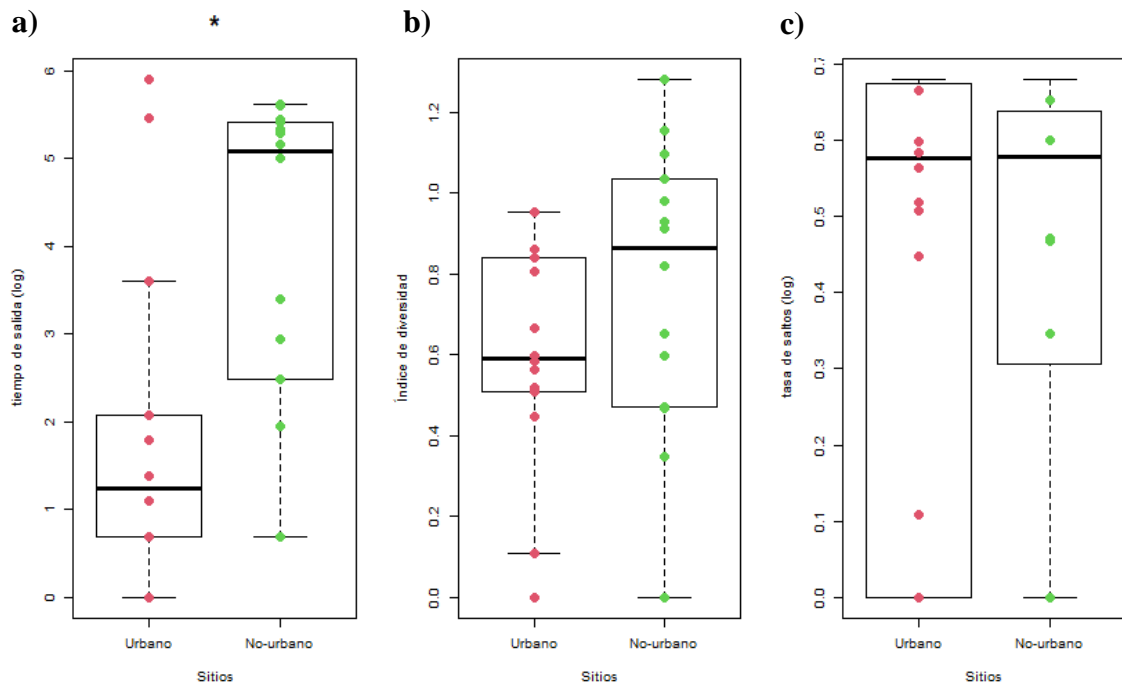 a)
*
tiempo de salida (log)
6
5
4
3
2
1
0
Urbano
No-urbano
Sitios
b)
Índice de diversidad
1.2
1.0
0.8
0.6
0.4
0.2
0.0
Urbano
No-urbano
Sitios
c)
tasa de saltos (log)
0.7
0.6
0.5
0.4
0.3
0.2
0.1
0.0
Urbano
No-urbano
Sitios